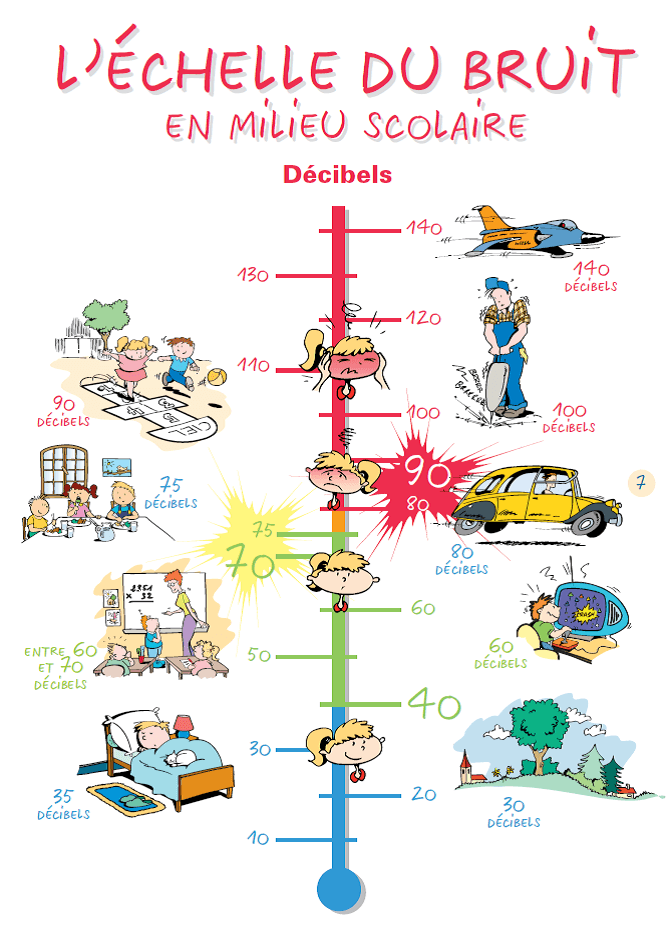 L'ÉCHELLE DU BRUIT
EN MILIEU SCOLAIRE
Décibels
140
140
DÉCIBELS
130
120
110
90
DÉCIBELS
CIEL
100
100
DÉCIBELS
90
80
75
DÉCIBELS
7
75
70
80
DÉCIBELS
60
ENTRE 60
ET 70
DÉCIBELS
60
DÉCIBELS
50
40
30
35
DÉCIBELS
20
30
DÉCIBELS
10